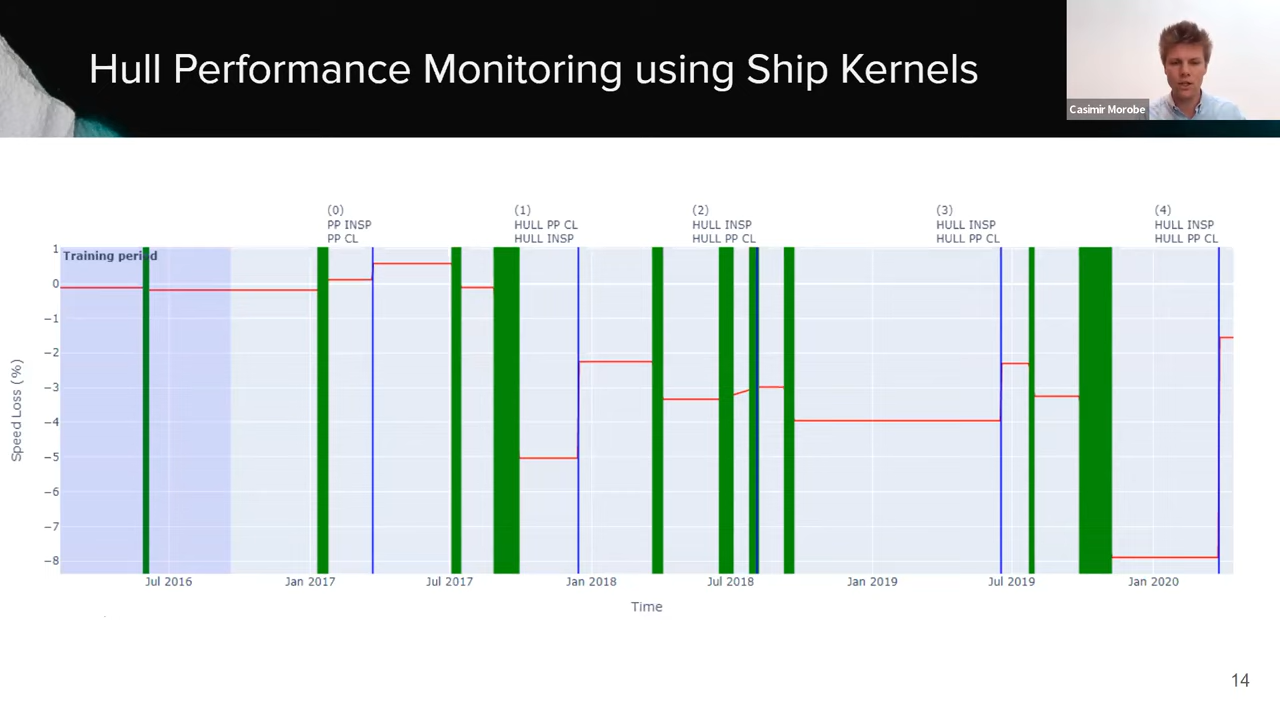 Hull Performance Monitoring using Ship Kernels
Casimir Morobe
(0)
PP INSP
PP CL
(1)
HULL PP CL
HULL INSP
(2)
HULL INSP
HULL PP CL
(3)
HULL INSP
HULL PP CL
(4)
HULL INSP
HULL PP CL
Training period
1
0
−1
−2
−3
−4
−5
−6
−7
−8
Speed Loss (%)
Jul 2016
Jan 2017
Jul 2017
Jan 2018
Jul 2018
Jan 2019
Jul 2019
Jan 2020
Time
14